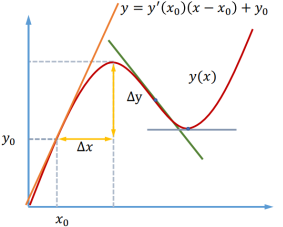 y = y′(x₀)(x − x₀) + y₀
y(x)
Δy
y₀
Δx
x₀